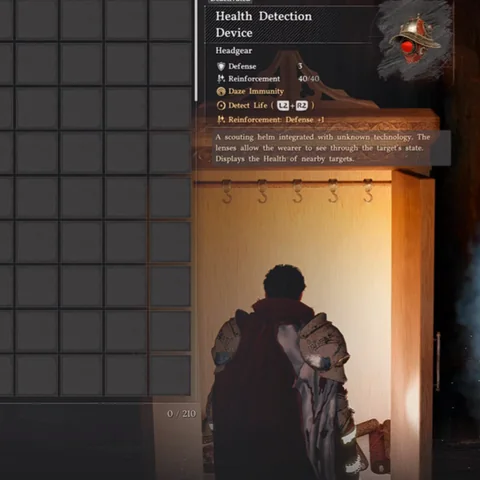 Health Detection
Device
Headgear
Defense 3
Reinforcement 40/40
Daze Immunity
Detect Life ( L2 + R2 )
Reinforcement: Defense +1
A scouting helm integrated with unknown technology. The
lenses allow the wearer to see through the target's state.
Displays the Health of nearby targets.
0 / 210